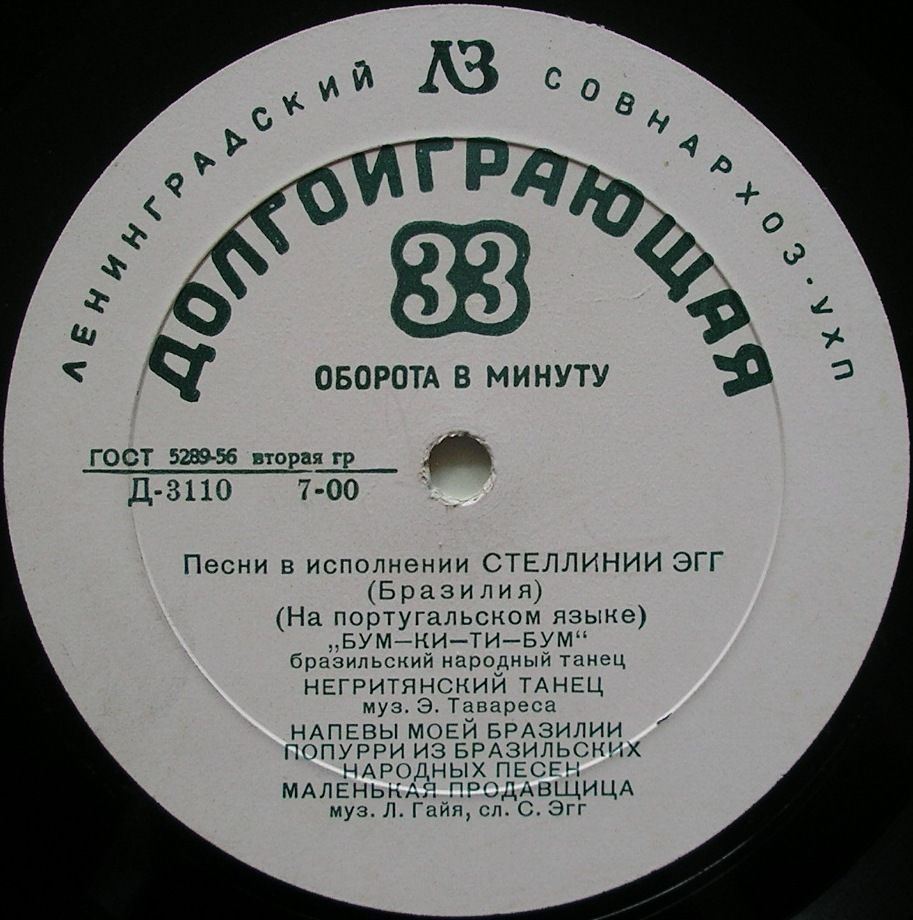 ЛЕНИНГРАДСКИЙ ЛЗ СОВНАРХОЗ·УХП
ДОЛГОИГРАЮЩАЯ
33
ОБОРОТА В МИНУТУ
ГОСТ 5289-56 вторая гр
Д-3110 7-00
Песни в исполнении СТЕЛЛИНИИ ЭГГ
(Бразилия)
(На португальском языке)
„БУМ—КИ—ТИ—БУМ“
бразильский народный танец
НЕГРИТЯНСКИЙ ТАНЕЦ
муз. Э. Тавареса
НАПЕВЫ МОЕЙ БРАЗИЛИИ
ПОПУРРИ ИЗ БРАЗИЛЬСКИХ
НАРОДНЫХ ПЕСЕН
МАЛЕНЬКАЯ ПРОДАВЩИЦА
муз. Л. Гайя, сл. С. Эгг